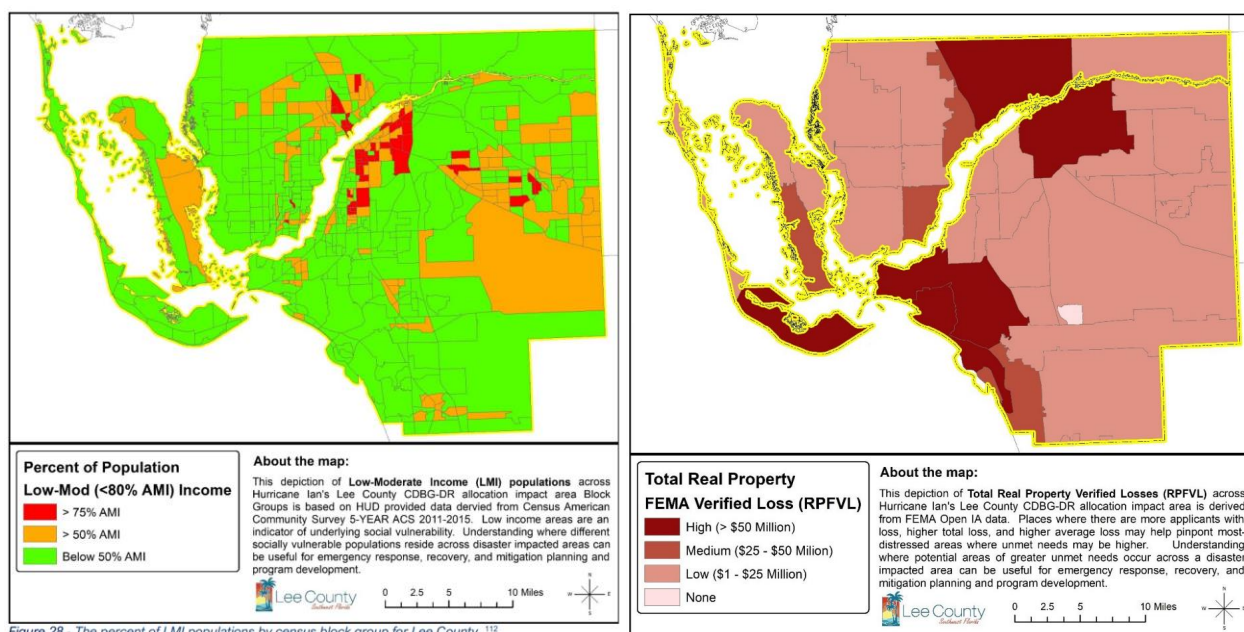 Percent of Population
Low-Mod (<80% AMI) Income
> 75% AMI
> 50% AMI
Below 50% AMI
About the map:
This depiction of Low-Moderate Income (LMI) populations across
Hurricane Ian's Lee County CDBG-DR allocation impact area Block
Groups is based on HUD provided data dervied from Census American
Community Survey 5-YEAR ACS 2011-2015. Low income areas are an
indicator of underlying social vulnerability. Understanding where different
socially vulnerable populations reside across disaster impacted areas can
be useful for emergency response, recovery, and mitigation planning and
program development.
Lee County
Southwest Florida
0 2.5 5 10 Miles
N
W E
S
Figure 28 - The percent of LMI populations by census block group for Lee County. 112
Total Real Property
FEMA Verified Loss (RPFVL)
High (> $50 Million)
Medium ($25 - $50 Milion)
Low ($1 - $25 Million)
None
About the map:
This depiction of Total Real Property Verified Losses (RPFVL) across
Hurricane Ian's Lee County CDBG-DR allocation impact area is derived
from FEMA Open IA data. Places where there are more applicants with
loss, higher total loss, and higher average loss may help pinpont most-
distressed areas where unmet needs may be higher. Understanding
where potential areas of greater unmet needs occur across a disaster
impacted area can be useful for emergency response, recovery, and
mitigation planning and program development.
Lee County
Southwest Florida
0 2.5 5 10 Miles
N
W E
S